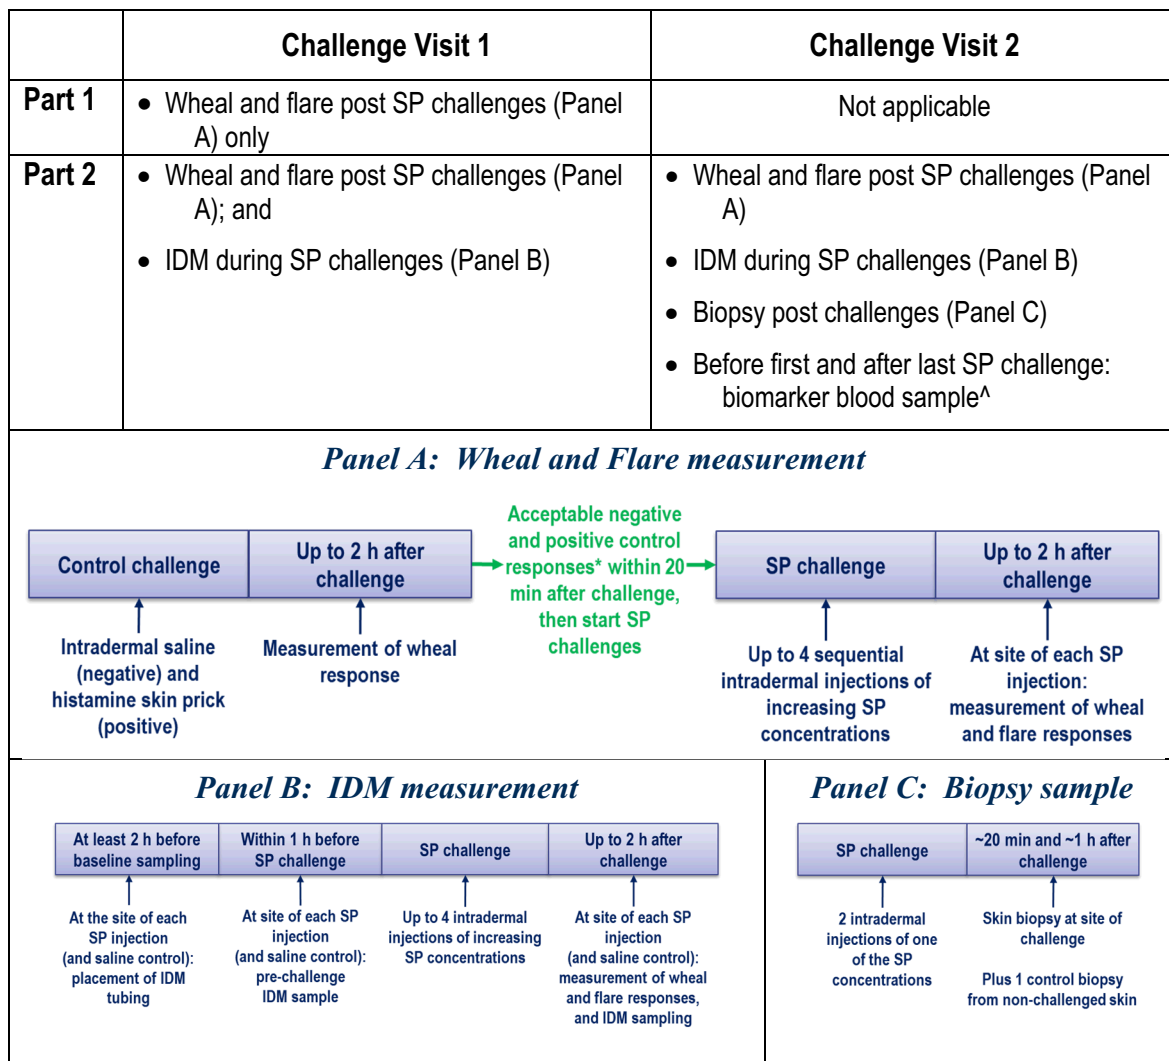 Challenge Visit 1
Challenge Visit 2
Part 1
• Wheal and flare post SP challenges (Panel
A) only
Not applicable
Part 2
• Wheal and flare post SP challenges (Panel
A); and
• IDM during SP challenges (Panel B)
• Wheal and flare post SP challenges (Panel
A)
• IDM during SP challenges (Panel B)
• Biopsy post challenges (Panel C)
• Before first and after last SP challenge:
biomarker blood sample^
Panel A: Wheal and Flare measurement
Control challenge
Up to 2 h after
challenge
Acceptable negative
and positive control
responses* within 20
min after challenge,
then start SP
challenges
SP challenge
Up to 2 h after
challenge
Intradermal saline
(negative) and
histamine skin prick
(positive)
Measurement of wheal
response
Up to 4 sequential
intradermal injections of
increasing SP
concentrations
At site of each SP
injection:
measurement of wheal
and flare responses
Panel B: IDM measurement
At least 2 h before
baseline sampling
Within 1 h before
SP challenge
SP challenge
Up to 2 h after
challenge
At the site of each
SP injection
(and saline control):
placement of IDM
tubing
At site of each SP
injection
(and saline control):
pre-challenge
IDM sample
Up to 4 intradermal
injections of increasing
SP concentrations
At site of each SP
injection
(and saline control):
measurement of wheal
and flare responses,
and IDM sampling
Panel C: Biopsy sample
SP challenge
~20 min and ~1 h after
challenge
2 intradermal
injections of one
of the SP
concentrations
Skin biopsy at site of
challenge
Plus 1 control biopsy
from non-challenged skin